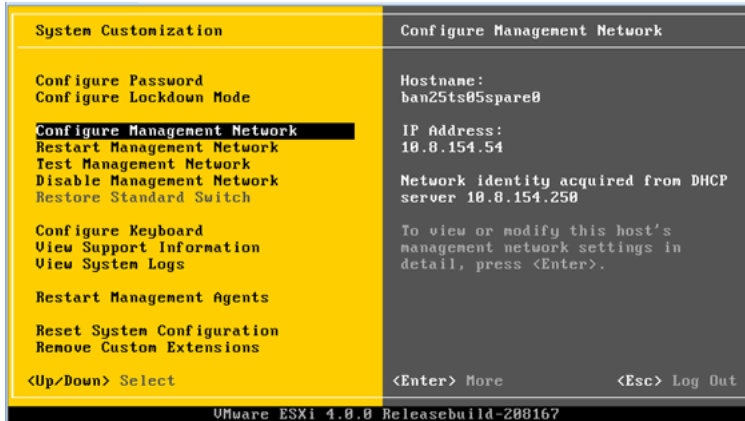 System Customization
Configure Password
Configure Lockdown Mode
Configure Management Network
Restart Management Network
Test Management Network
Disable Management Network
Restore Standard Switch
Configure Keyboard
View Support Information
View System Logs
Restart Management Agents
Reset System Configuration
Remove Custom Extensions
<Up/Down> Select
Configure Management Network
Hostname:
ban25ts05spare0
IP Address:
10.8.154.54
Network identity acquired from DHCP
server 10.8.154.250
To view or modify this host's
management network settings in
detail, press <Enter>.
<Enter> More
<Esc> Log Out
VMware ESXi 4.0.0 Releasebuild-208167